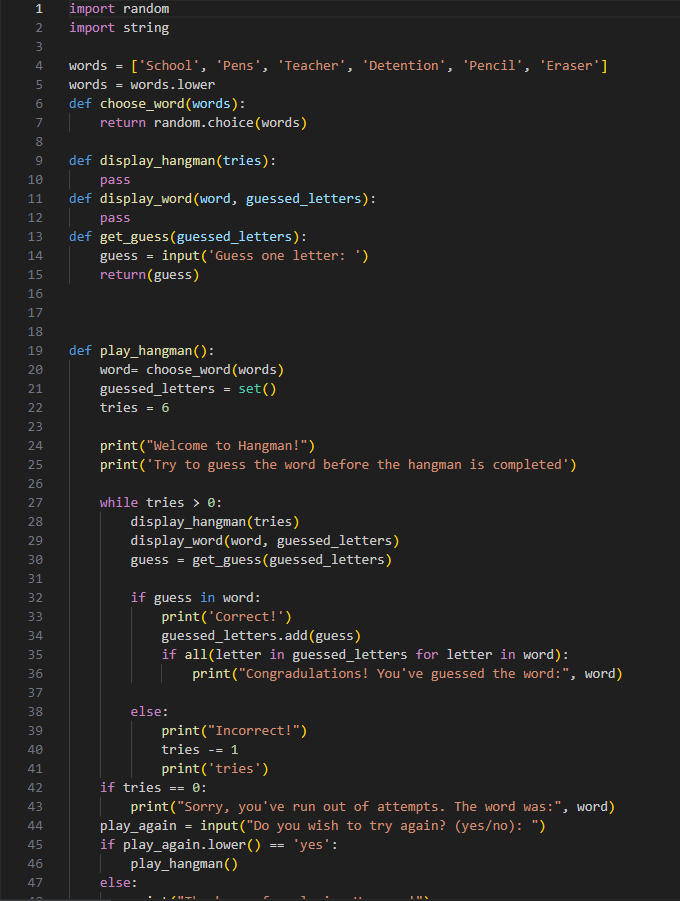 1 import random
2 import string
3
4 words = ['School', 'Pens', 'Teacher', 'Detention', 'Pencil', 'Eraser']
5 words = words.lower
6 def choose_word(words):
7     return random.choice(words)
8
9 def display_hangman(tries):
10     pass
11 def display_word(word, guessed_letters):
12     pass
13 def get_guess(guessed_letters):
14     guess = input('Guess one letter: ')
15     return(guess)
16
17
18
19 def play_hangman():
20     word= choose_word(words)
21     guessed_letters = set()
22     tries = 6
23
24     print("Welcome to Hangman!")
25     print('Try to guess the word before the hangman is completed')
26
27     while tries > 0:
28         display_hangman(tries)
29         display_word(word, guessed_letters)
30         guess = get_guess(guessed_letters)
31
32         if guess in word:
33             print('Correct!')
34             guessed_letters.add(guess)
35             if all(letter in guessed_letters for letter in word):
36                 print("Congradulations! You've guessed the word:", word)
37
38         else:
39             print("Incorrect!")
40             tries -= 1
41             print('tries')
42     if tries == 0:
43         print("Sorry, you've run out of attempts. The word was:", word)
44     play_again = input("Do you wish to try again? (yes/no): ")
45     if play_again.lower() == 'yes':
46         play_hangman()
47     else: